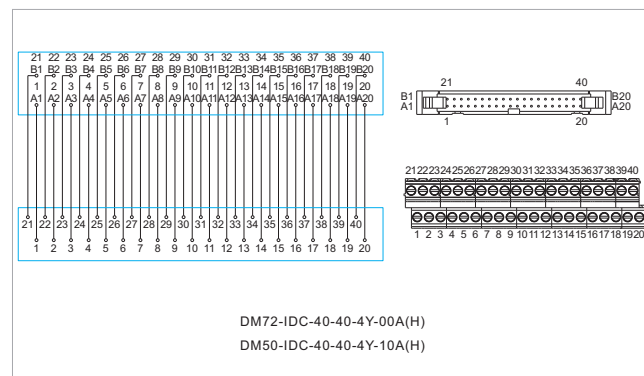 21 22 23 24 25 26 27 28 29 30 31 32 33 34 35 36 37 38 39 40
B1 B2 B3 B4 B5 B6 B7 B8 B9 B10 B11 B12 B13 B14 B15 B16 B17 B18 B19 B20
1 2 3 4 5 6 7 8 9 10 11 12 13 14 15 16 17 18 19 20
A1 A2 A3 A4 A5 A6 A7 A8 A9 A10 A11 A12 A13 A14 A15 A16 A17 A18 A19 A20
21 22 23 24 25 26 27 28 29 30 31 32 33 34 35 36 37 38 39 40
1 2 3 4 5 6 7 8 9 10 11 12 13 14 15 16 17 18 19 20
21 40
B1 B20
A1 A20
1 20
21 22 23 24 25 26 27 28 29 30 31 32 33 34 35 36 37 38 39 40
1 2 3 4 5 6 7 8 9 10 11 12 13 14 15 16 17 18 19 20
DM72-IDC-40-40-4Y-00A(H)
DM50-IDC-40-40-4Y-10A(H)